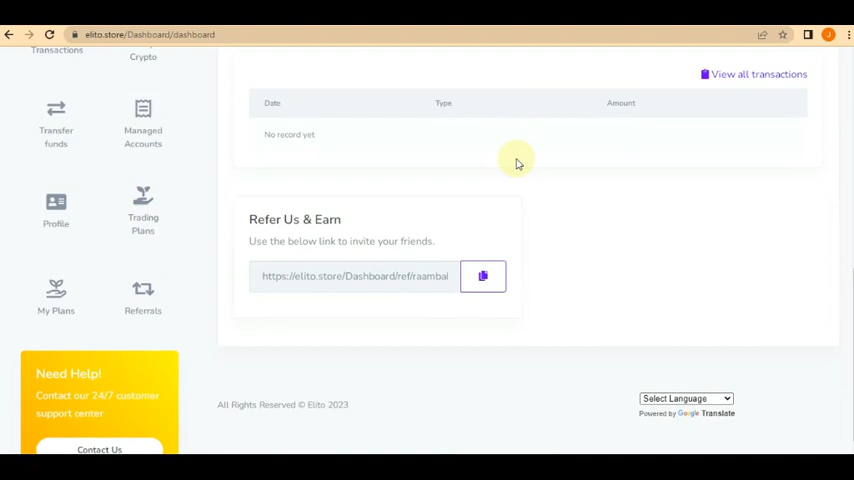 elito.store/Dashboard/dashboard
J
Transactions
Crypto
View all transactions
Date Type Amount
No record yet
Transfer
funds
Managed
Accounts
Profile
Trading
Plans
My Plans
Referrals
Refer Us & Earn
Use the below link to invite your friends.
https://elito.store/Dashboard/ref/raambal
Need Help!
Contact our 24/7 customer
support center
Contact Us
All Rights Reserved © Elito 2023
Select Language
Powered by Google Translate